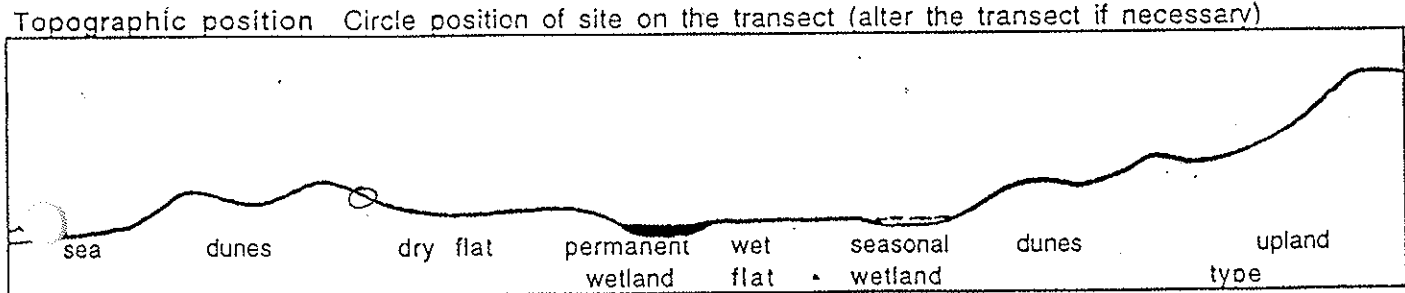 Topographic position Circle position of site on the transect (alter the transect if necessary)
sea dunes dry flat permanent wet seasonal dunes upland
wetland flat wetland type